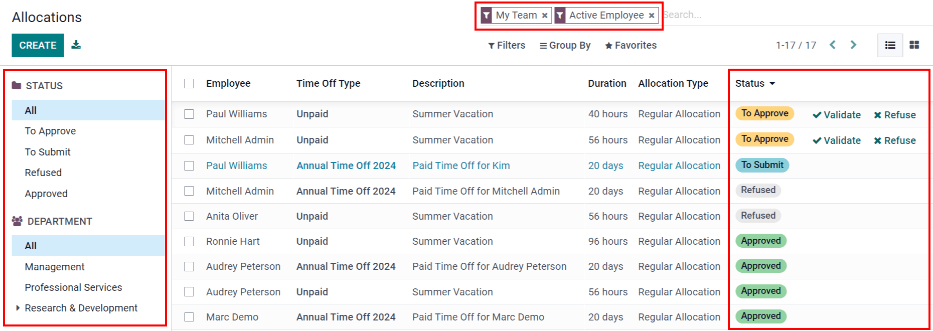 Allocations
My Team × Active Employee × Search...
CREATE
Filters Group By Favorites 1-17 / 17
STATUS
All
To Approve
To Submit
Refused
Approved
DEPARTMENT
All
Management
Professional Services
Research & Development
Employee Time Off Type Description Duration Allocation Type Status
Paul Williams Unpaid Summer Vacation 40 hours Regular Allocation To Approve Validate Refuse
Mitchell Admin Unpaid Summer Vacation 56 hours Regular Allocation To Approve Validate Refuse
Paul Williams Annual Time Off 2024 Paid Time Off for Kim 20 days Regular Allocation To Submit
Mitchell Admin Annual Time Off 2024 Paid Time Off for Mitchell Admin 20 days Regular Allocation Refused
Anita Oliver Unpaid Summer Vacation 56 hours Regular Allocation Refused
Ronnie Hart Unpaid Summer Vacation 96 hours Regular Allocation Approved
Audrey Peterson Annual Time Off 2024 Paid Time Off for Audrey Peterson 20 days Regular Allocation Approved
Audrey Peterson Unpaid Summer Vacation 56 hours Regular Allocation Approved
Marc Demo Annual Time Off 2024 Paid Time Off for Marc Demo 20 days Regular Allocation Approved